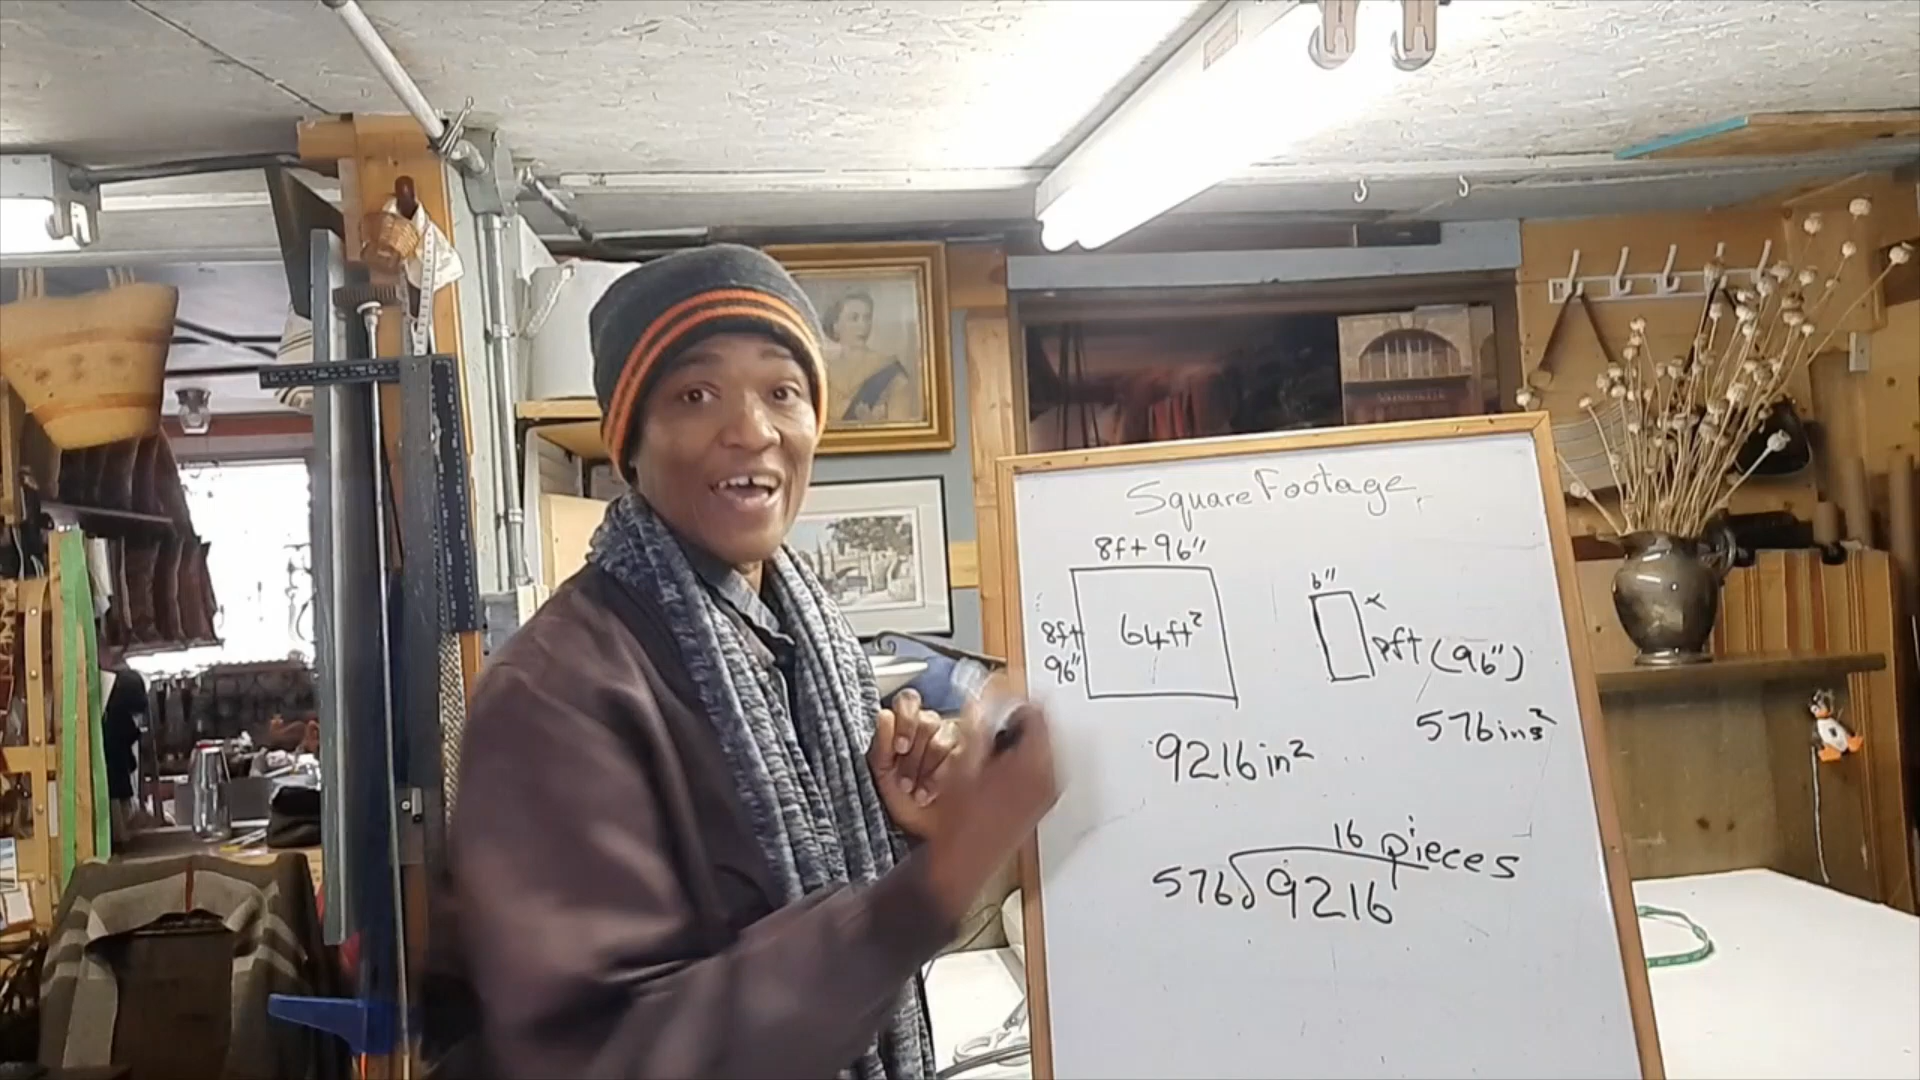 Square Footage
8ft 96"
8ft
96"
64ft²
6"
x
8ft (96")
576in²
9216in²
16 pieces
576 9216